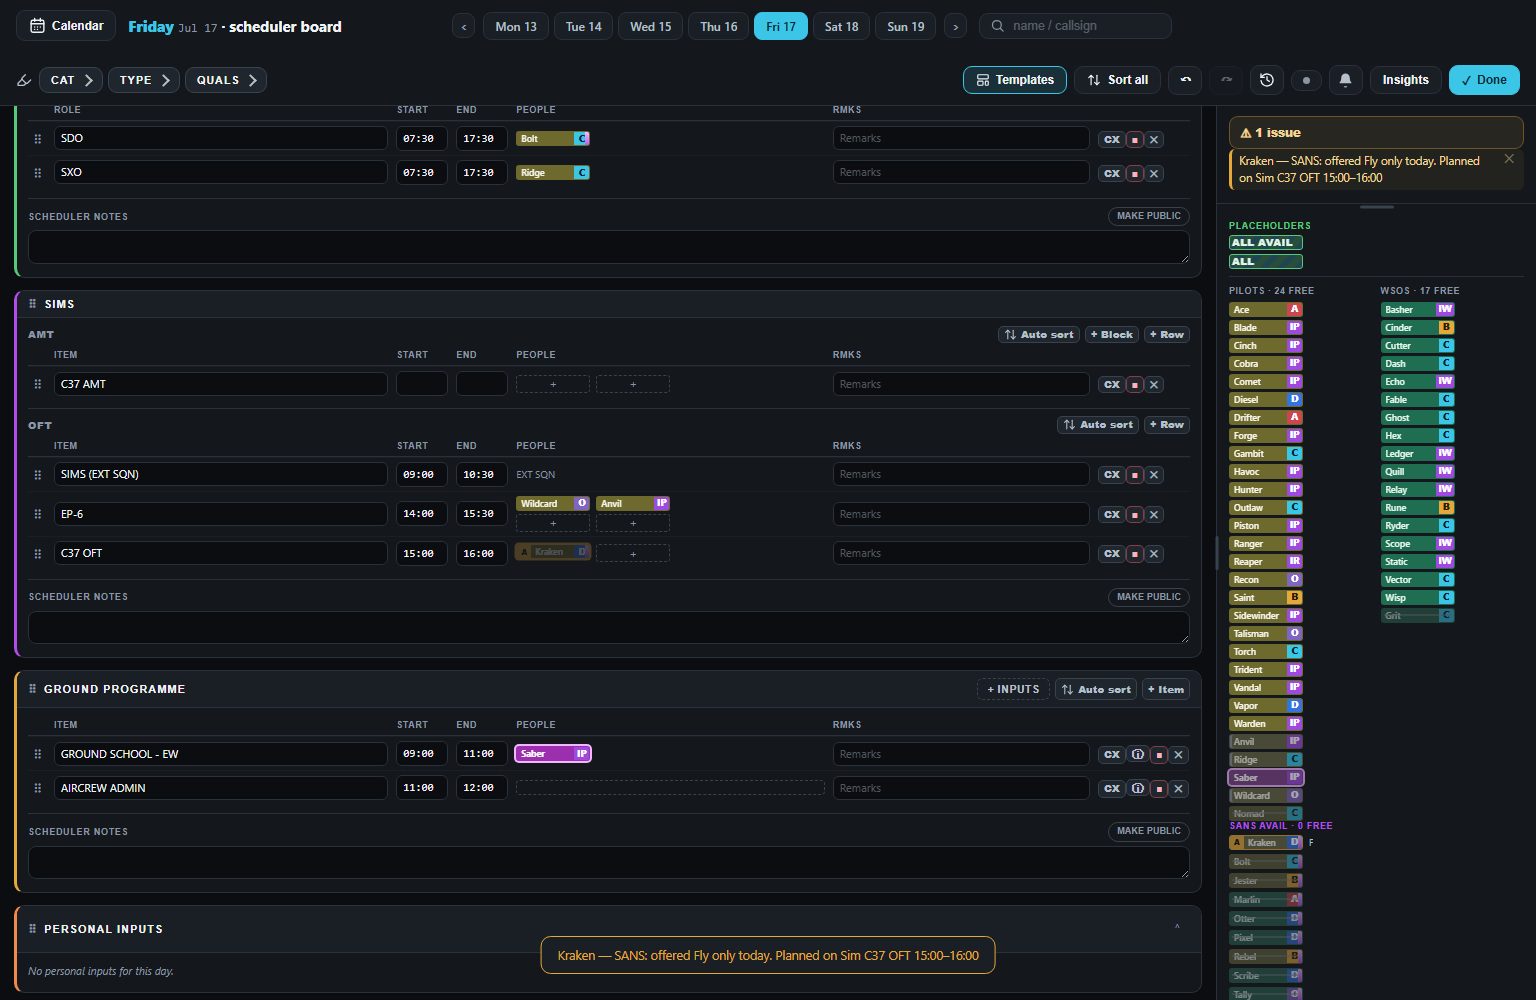 Calendar
Friday Jul 17 · scheduler board
‹ Mon 13 Tue 14 Wed 15 Thu 16 Fri 17 Sat 18 Sun 19 ›
name / callsign
CAT TYPE QUALS
Templates Sort all Insights ✓ Done
ROLE START END PEOPLE RMKS
SDO 07:30 17:30 Bolt C Remarks CX ✕
SXO 07:30 17:30 Ridge C Remarks CX ✕
SCHEDULER NOTES MAKE PUBLIC
SIMS
AMT Auto sort + Block + Row
ITEM START END PEOPLE RMKS
C37 AMT + + Remarks CX ✕
OFT Auto sort + Row
ITEM START END PEOPLE RMKS
SIMS (EXT SQN) 09:00 10:30 EXT SQN Remarks CX ✕
EP-6 14:00 15:30 Wildcard O Anvil IP Remarks CX ✕
+ +
C37 OFT 15:00 16:00 A Kraken D + Remarks CX ✕
SCHEDULER NOTES MAKE PUBLIC
GROUND PROGRAMME + INPUTS Auto sort + Item
ITEM START END PEOPLE RMKS
GROUND SCHOOL - EW 09:00 11:00 Saber IP Remarks CX ✕
AIRCREW ADMIN 11:00 12:00 Remarks CX ✕
SCHEDULER NOTES MAKE PUBLIC
PERSONAL INPUTS
No personal inputs for this day.
Kraken — SANS: offered Fly only today. Planned on Sim C37 OFT 15:00–16:00
⚠ 1 issue
Kraken — SANS: offered Fly only today. Planned
on Sim C37 OFT 15:00–16:00
PLACEHOLDERS
ALL AVAIL
ALL
PILOTS · 24 FREE
Ace A
Blade IP
Cinch IP
Cobra IP
Comet IP
Diesel D
Drifter A
Forge IP
Gambit C
Havoc IP
Hunter IP
Outlaw C
Piston IP
Ranger IP
Reaper IR
Recon O
Saint B
Sidewinder IP
Talisman O
Torch C
Trident IP
Vandal IP
Vapor D
Warden IP
Anvil IP
Ridge C
Saber IP
Wildcard O
Nomad C
WSOS · 17 FREE
Basher IW
Cinder B
Cutter C
Dash C
Echo IW
Fable C
Ghost C
Hex C
Ledger IW
Quill IW
Relay IW
Rune B
Ryder C
Scope IW
Static IW
Vector C
Wisp C
Grit C
SANS AVAIL · 0 FREE
A Kraken D F
Bolt C
Jester B
Marlin A
Otter D
Pixel D
Rebel B
Scribe D
Tally O